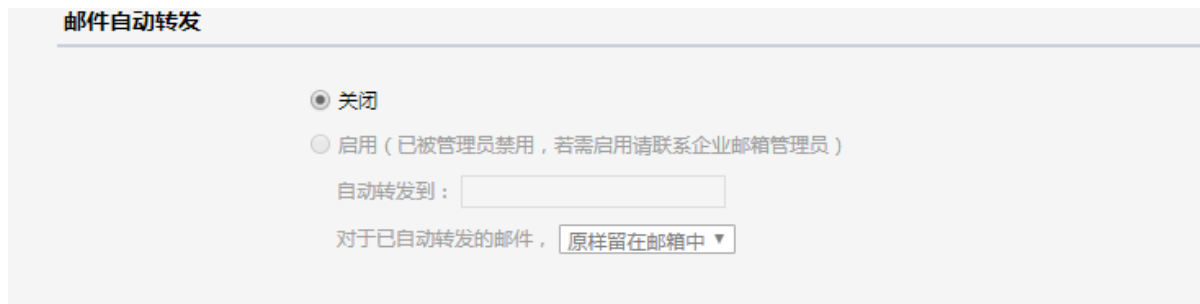 邮件自动转发
关闭
启用（已被管理员禁用，若需启用请联系企业邮箱管理员）
自动转发到：
对于已自动转发的邮件， 原样留在邮箱中